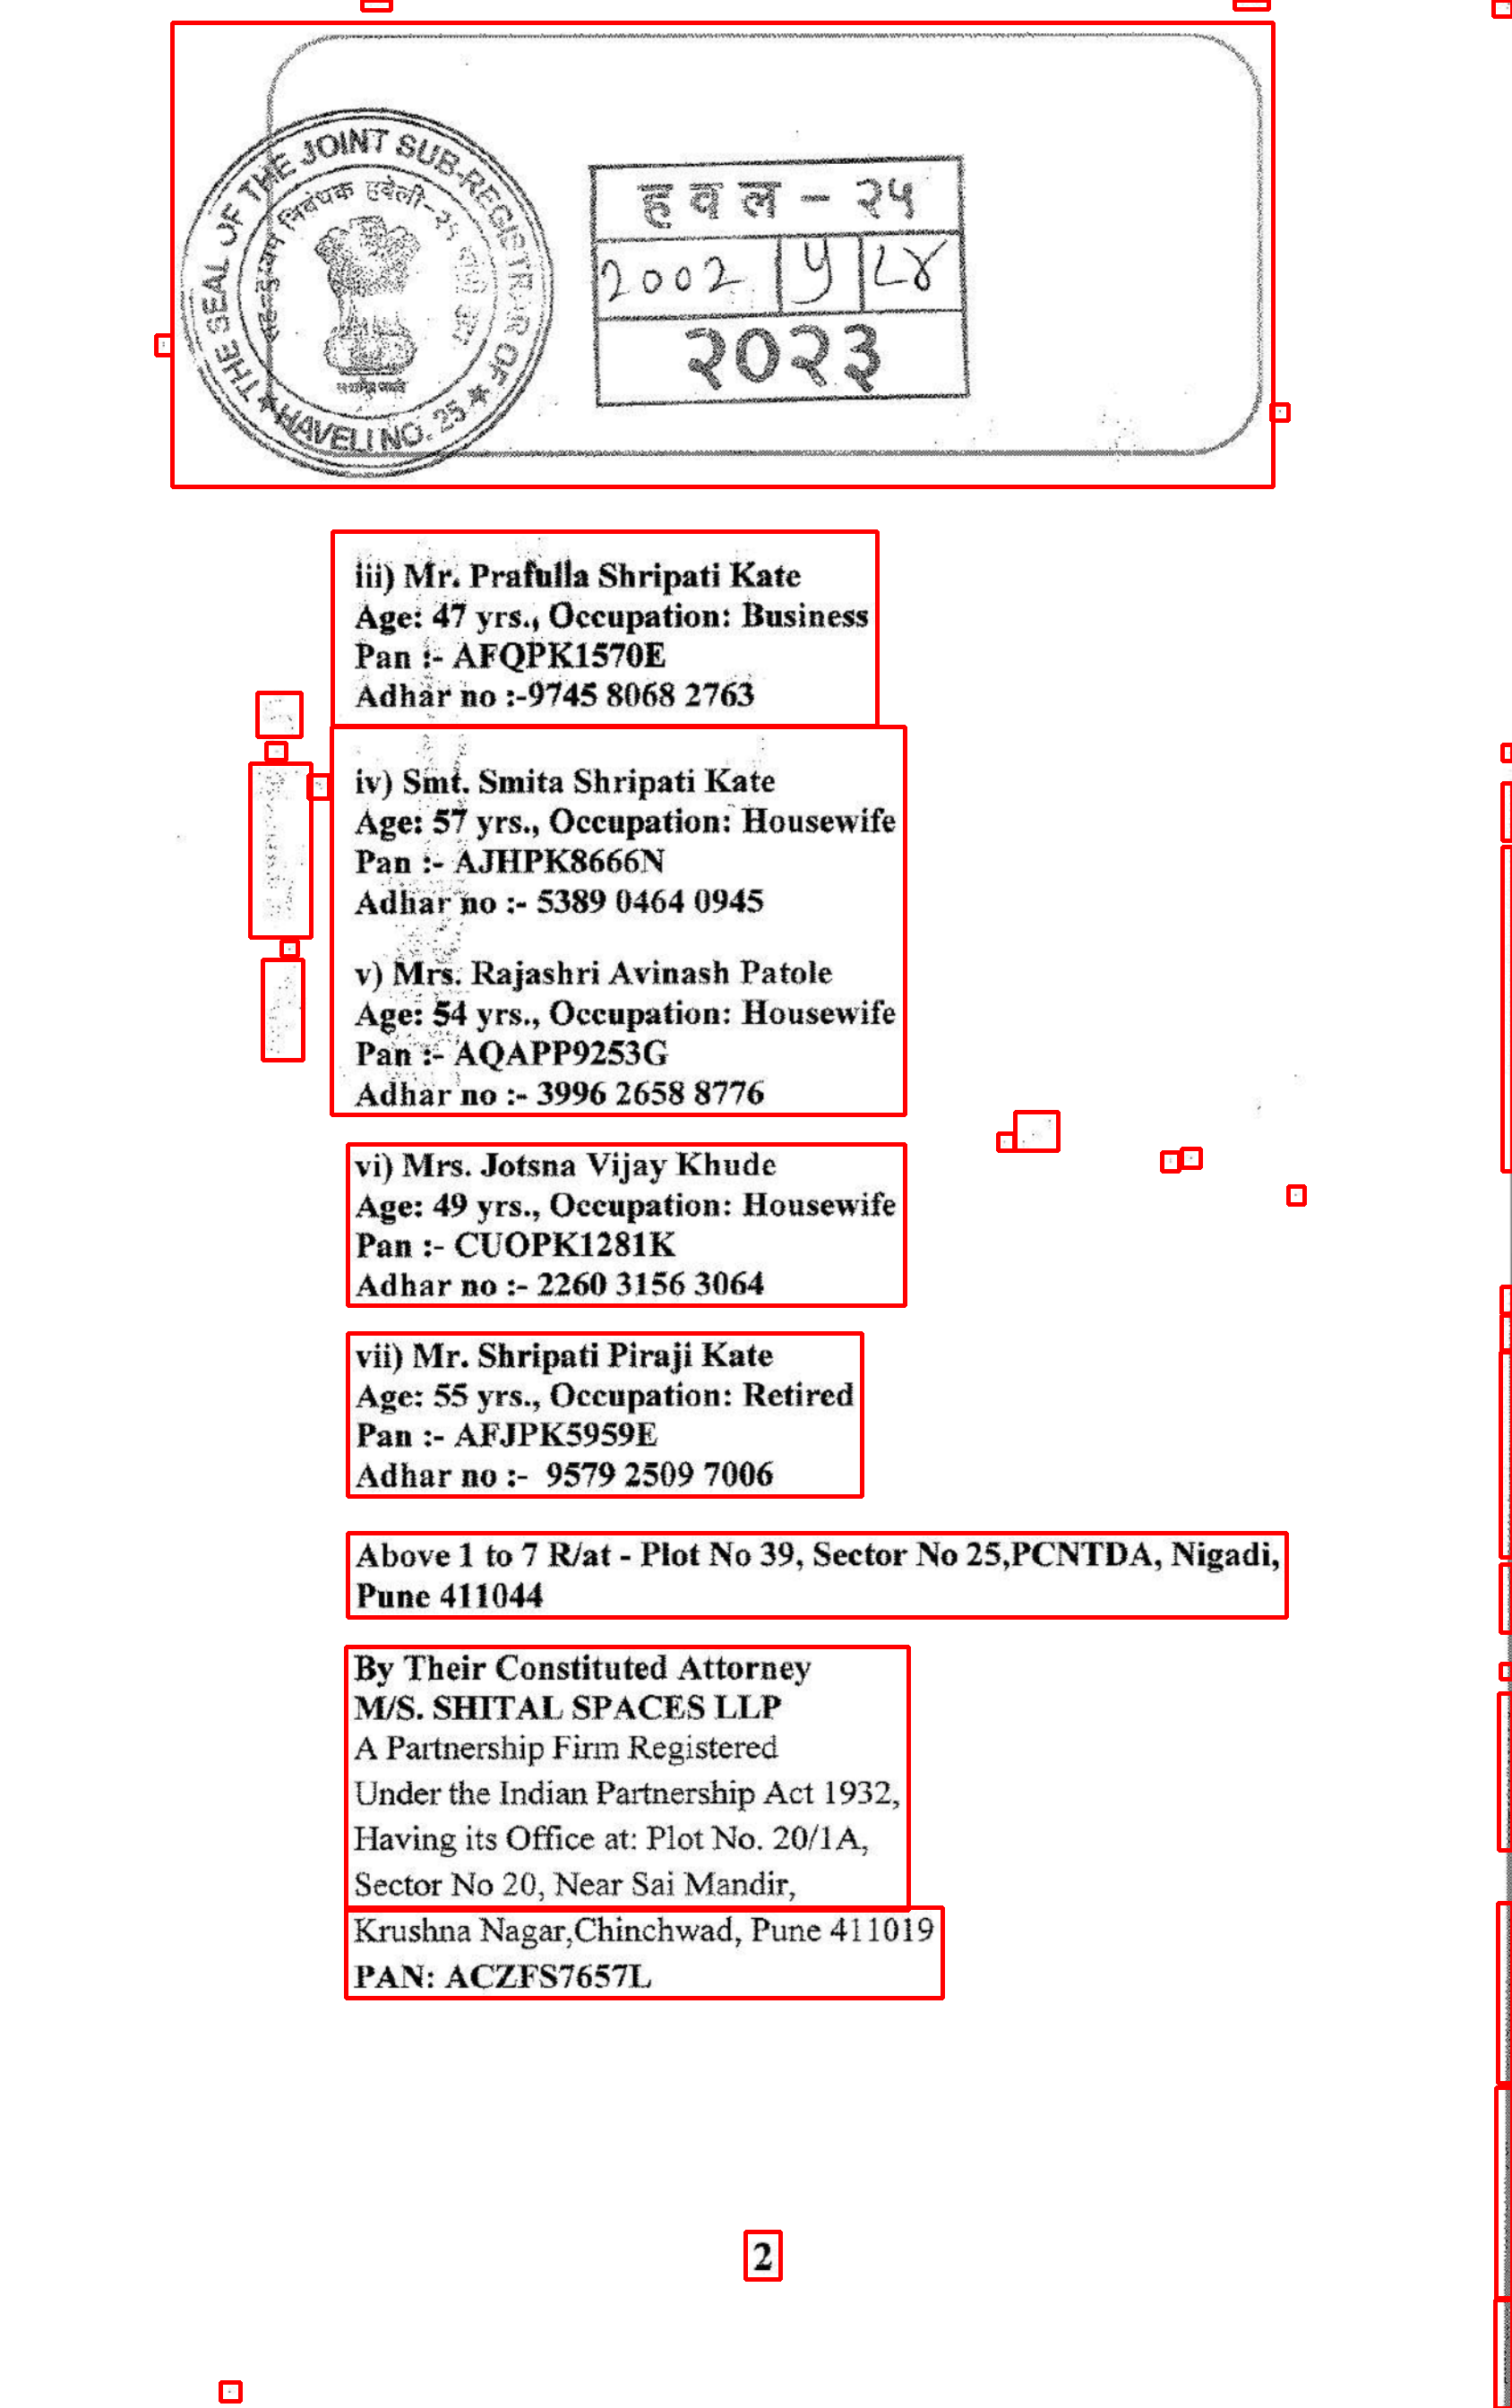 THE SEAL OF THE JOINT SUB-REGISTRAR OF
HAVELI NO. 25
निबंधक हवेली-२५
हवल - २५
2002 ५ ८४
२०२३
iii) Mr. Prafulla Shripati Kate
Age: 47 yrs., Occupation: Business
Pan :- AFQPK1570E
Adhar no :-9745 8068 2763
iv) Smt. Smita Shripati Kate
Age: 57 yrs., Occupation: Housewife
Pan :- AJHPK8666N
Adhar no :- 5389 0464 0945
v) Mrs. Rajashri Avinash Patole
Age: 54 yrs., Occupation: Housewife
Pan :- AQAPP9253G
Adhar no :- 3996 2658 8776
vi) Mrs. Jotsna Vijay Khude
Age: 49 yrs., Occupation: Housewife
Pan :- CUOPK1281K
Adhar no :- 2260 3156 3064
vii) Mr. Shripati Piraji Kate
Age: 55 yrs., Occupation: Retired
Pan :- AFJPK5959E
Adhar no :- 9579 2509 7006
Above 1 to 7 R/at - Plot No 39, Sector No 25,PCNTDA, Nigadi,
Pune 411044
By Their Constituted Attorney
M/S. SHITAL SPACES LLP
A Partnership Firm Registered
Under the Indian Partnership Act 1932,
Having its Office at: Plot No. 20/1A,
Sector No 20, Near Sai Mandir,
Krushna Nagar,Chinchwad, Pune 411019
PAN: ACZFS7657L
2